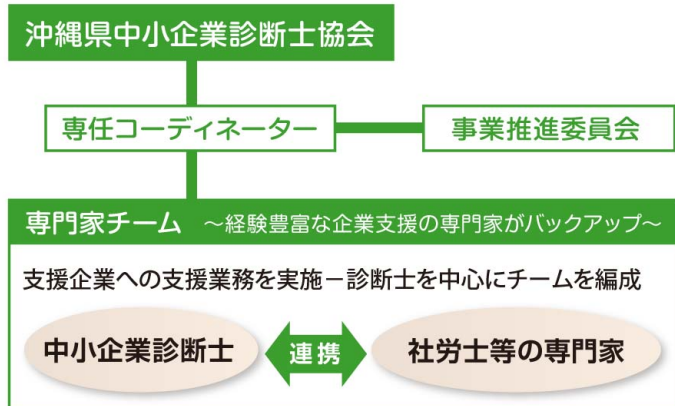 沖縄県中小企業診断士協会
専任コーディネーター
事業推進委員会
専門家チーム ～経験豊富な企業支援の専門家がバックアップ～
支援企業への支援業務を実施－診断士を中心にチームを編成
中小企業診断士
連携
社労士等の専門家